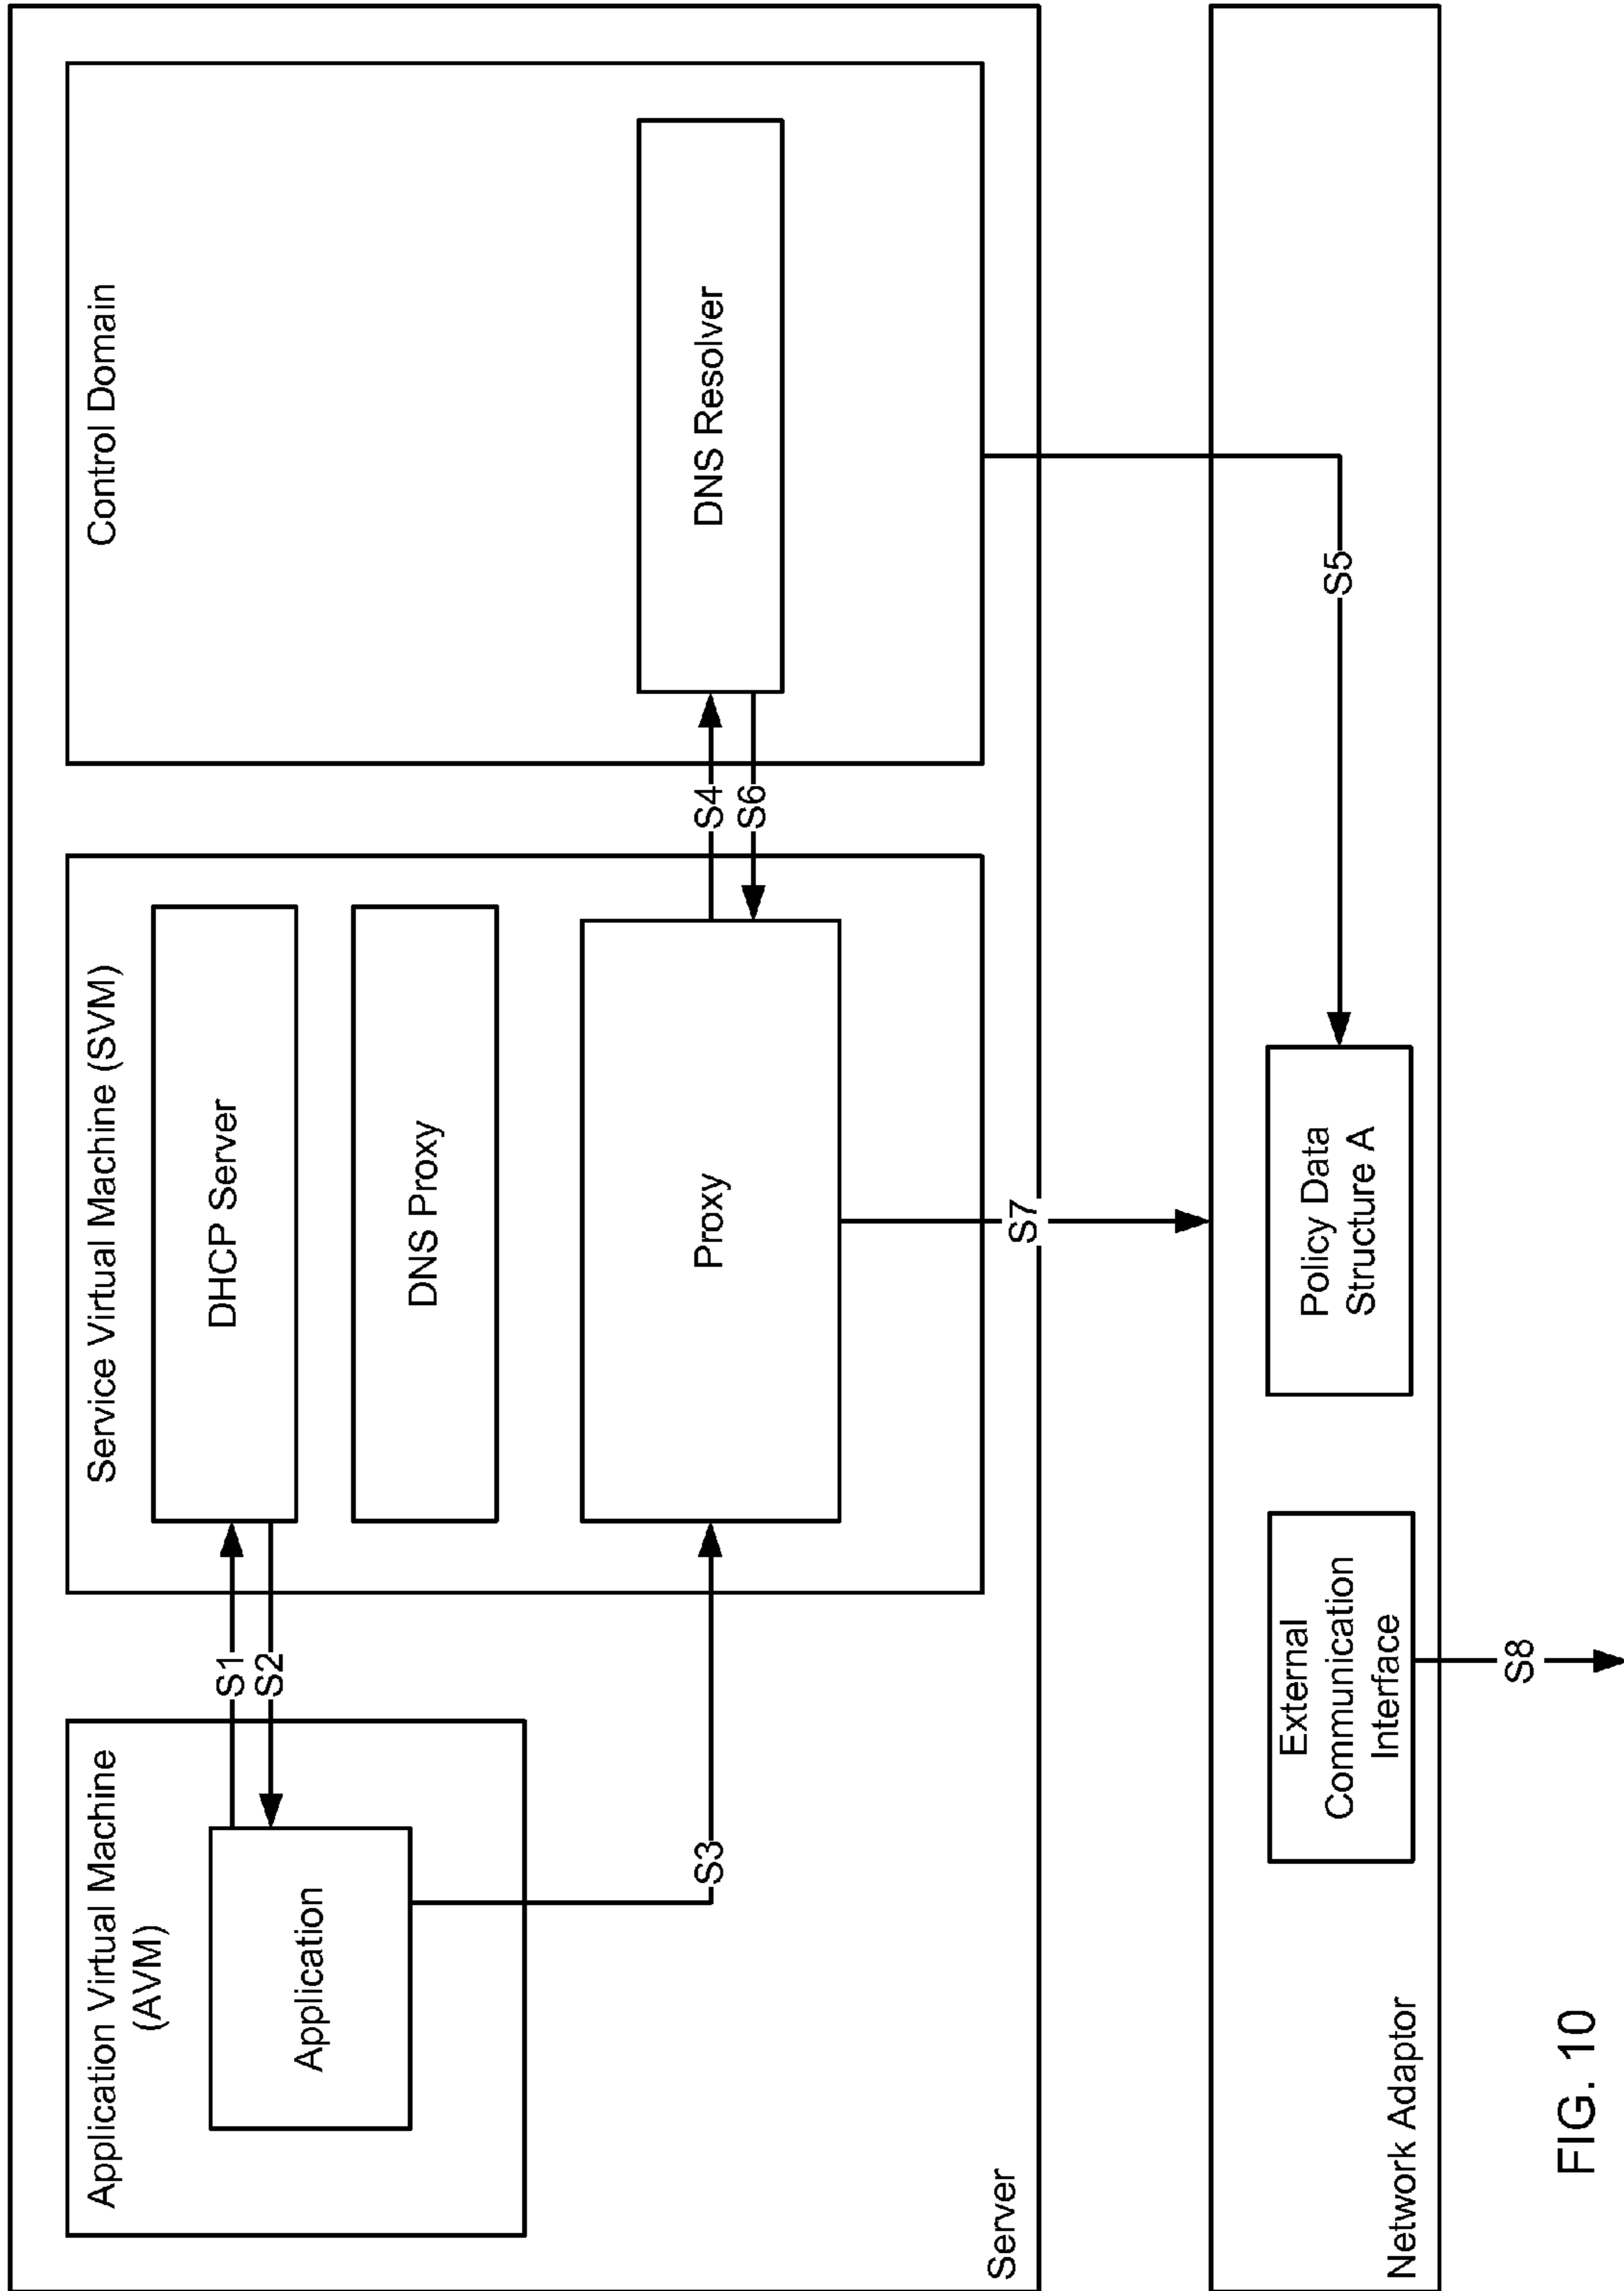 Application Virtual Machine
(AVM)
Application
S1
S2
S3
Service Virtual Machine (SVM)
DHCP Server
DNS Proxy
Proxy
S4
S6
Control Domain
DNS Resolver
Server
S7
S5
External
Communication
Interface
Policy Data
Structure A
Network Adaptor
S8
FIG. 10